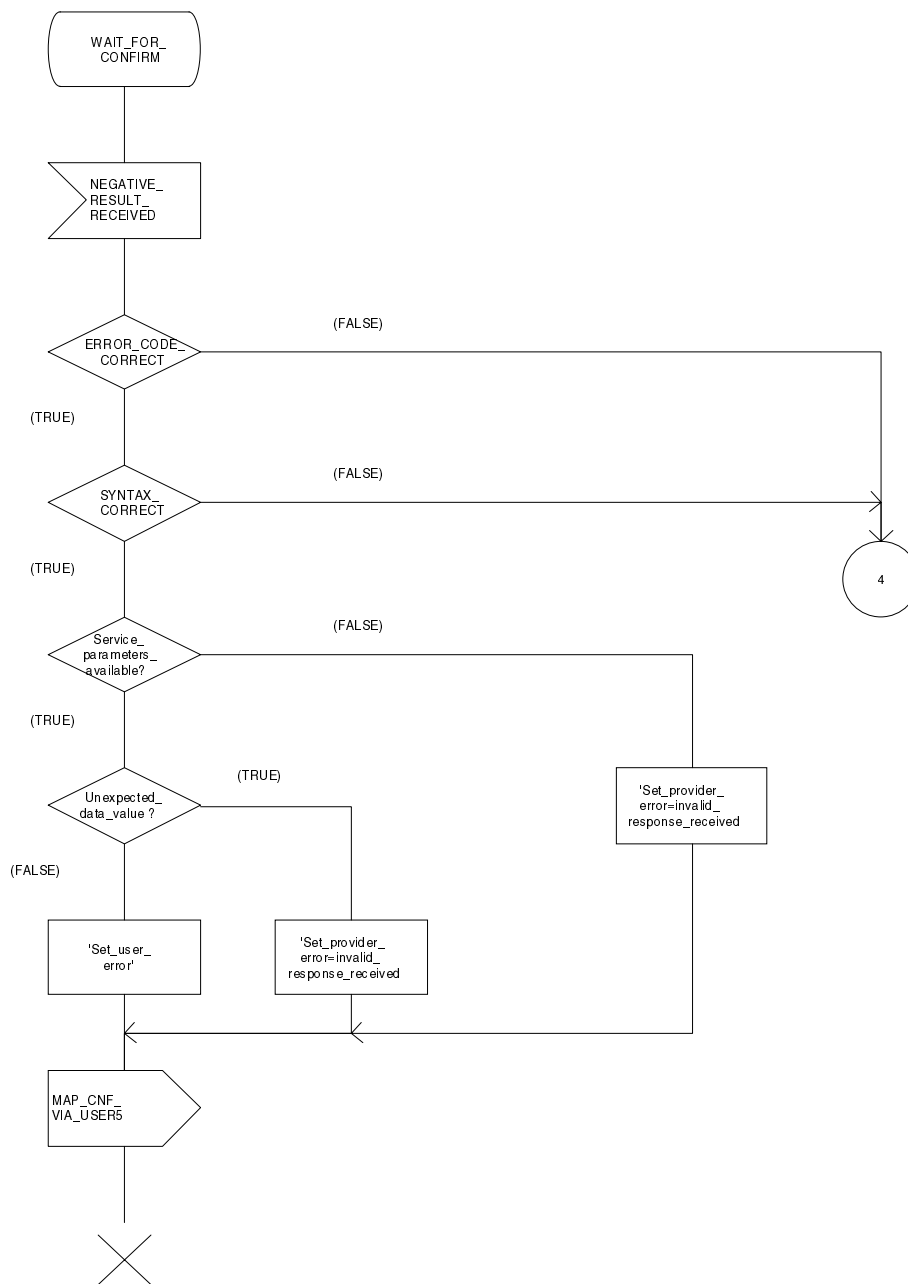 WAIT_FOR_
CONFIRM
NEGATIVE_
RESULT_
RECEIVED
(FALSE)
ERROR_CODE_
CORRECT
(TRUE)
(FALSE)
SYNTAX_
CORRECT
(TRUE)
4
(FALSE)
Service_
parameters_
available?
(TRUE)
(TRUE)
Unexpected_
data_value ?
'Set_provider_
error=invalid_
response_received
(FALSE)
'Set_user_
error'
'Set_provider_
error=invalid_
response_received
MAP_CNF_
VIA_USER5